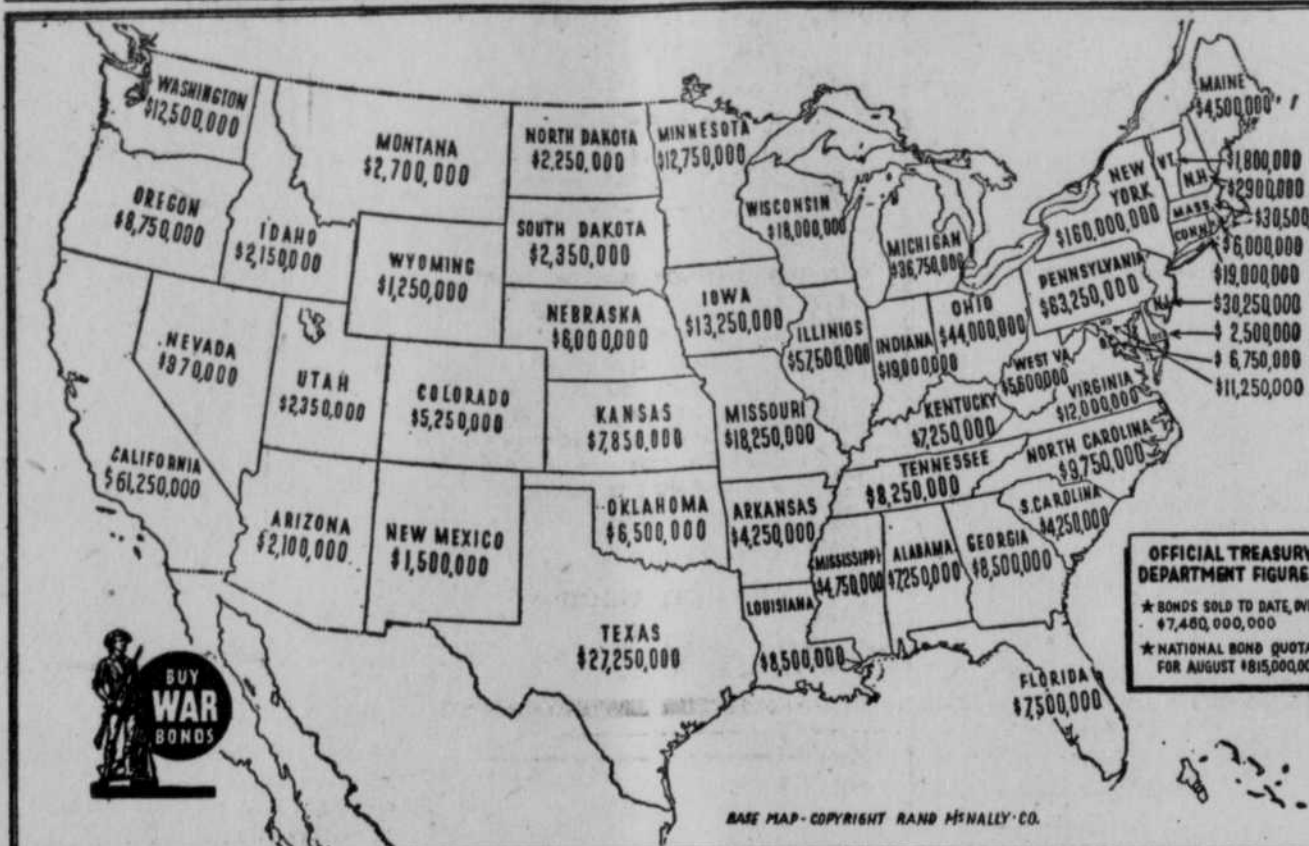 WASHINGTON
$12,500,000
MONTANA
$2,700,000
NORTH DAKOTA
$2,250,000
MINNESOTA
$12,750,000
MAINE
$4,500,000
OREGON
$8,750,000
IDAHO
$2,150,000
WYOMING
$1,250,000
SOUTH DAKOTA
$2,350,000
WISCONSIN
$18,000,000
MICHIGAN
$36,750,000
NEW
YORK
$160,000,000
VT.
N.H.
MASS.
CONN.
$1,800,000
$2900,000
$30,500
$6,000,000
$19,000,000
$30,250,000
$ 2,500,000
$ 6,750,000
$11,250,000
NEVADA
$970,000
UTAH
$2,350,000
COLORADO
$5,250,000
NEBRASKA
$6,000,000
IOWA
$13,250,000
ILLINIOS
$57,500,000
INDIANA
$19,000,000
OHIO
$44,000,000
PENNSYLVANIA
$63,250,000
N.J.
CALIFORNIA
$61,250,000
KANSAS
$7,850,000
MISSOURI
$18,250,000
KENTUCKY
$7,250,000
WEST VA.
$5,600,000
VIRGINIA
$12,000,000
ARIZONA
$2,100,000
NEW MEXICO
$1,500,000
OKLAHOMA
$6,500,000
ARKANSAS
$4,250,000
TENNESSEE
$8,250,000
NORTH CAROLINA
$9,750,000
S.CAROLINA
$4,250,000
TEXAS
$27,250,000
LOUISIANA
$8,500,000
MISSISSIPPI
$4,750,000
ALABAMA
$7,250,000
GEORGIA
$8,500,000
FLORIDA
$7,500,000
OFFICIAL TREASURY
DEPARTMENT FIGURE
★ BONDS SOLD TO DATE, OV
$7,460,000,000
★ NATIONAL BOND QUOTA
FOR AUGUST $815,000,00
BUY
WAR
BONDS
BASE MAP - COPYRIGHT RAND McNALLY · CO.